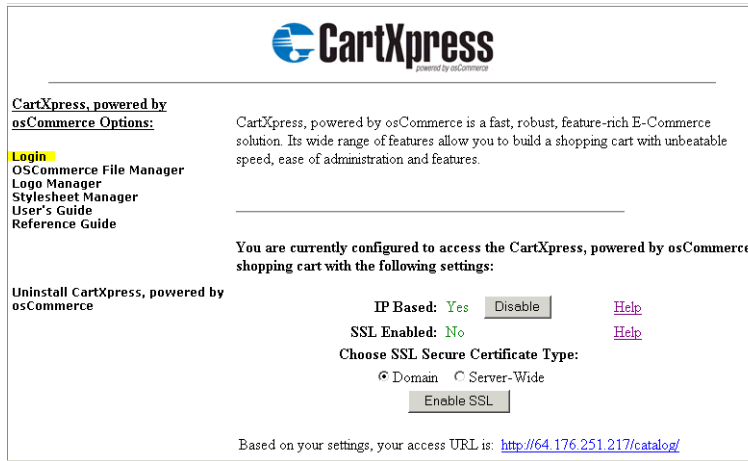 CartXpress
powered by osCommerce
CartXpress, powered by
osCommerce Options:
Login
OSCommerce File Manager
Logo Manager
Stylesheet Manager
User's Guide
Reference Guide
Uninstall CartXpress, powered by
osCommerce
CartXpress, powered by osCommerce is a fast, robust, feature-rich E-Commerce
solution. Its wide range of features allow you to build a shopping cart with unbeatable
speed, ease of administration and features.
You are currently configured to access the CartXpress, powered by osCommerce
shopping cart with the following settings:
IP Based: Yes Disable Help
SSL Enabled: No Help
Choose SSL Secure Certificate Type:
Domain Server-Wide
Enable SSL
Based on your settings, your access URL is: http://64.176.251.217/catalog/